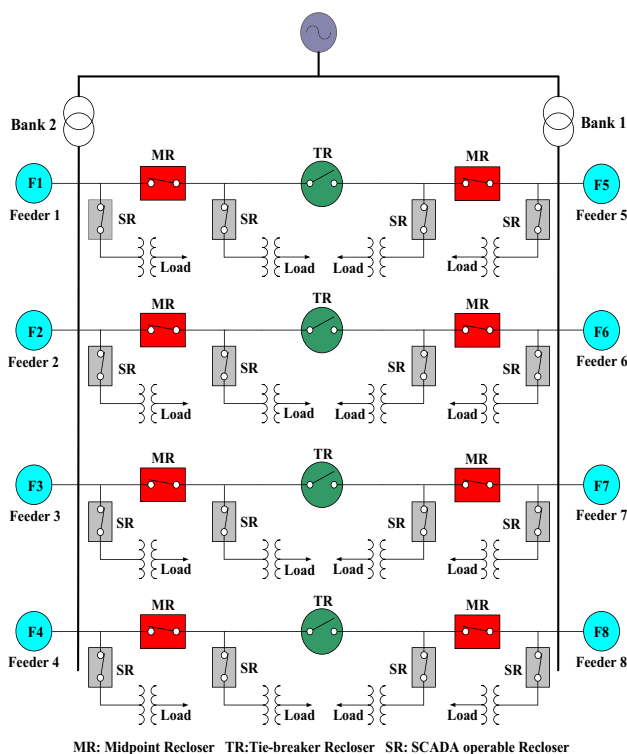 Bank 2
Bank 1
MR TR MR
F1 F5
Feeder 1 SR SR SR SR Feeder 5
Load Load Load Load
MR TR MR
F2 F6
Feeder 2 SR SR SR SR Feeder 6
Load Load Load Load
MR TR MR
F3 F7
Feeder 3 SR SR SR SR Feeder 7
Load Load Load Load
MR TR MR
F4 F8
Feeder 4 SR SR SR SR Feeder 8
Load Load Load Load
MR: Midpoint Recloser TR:Tie-breaker Recloser SR: SCADA operable Recloser